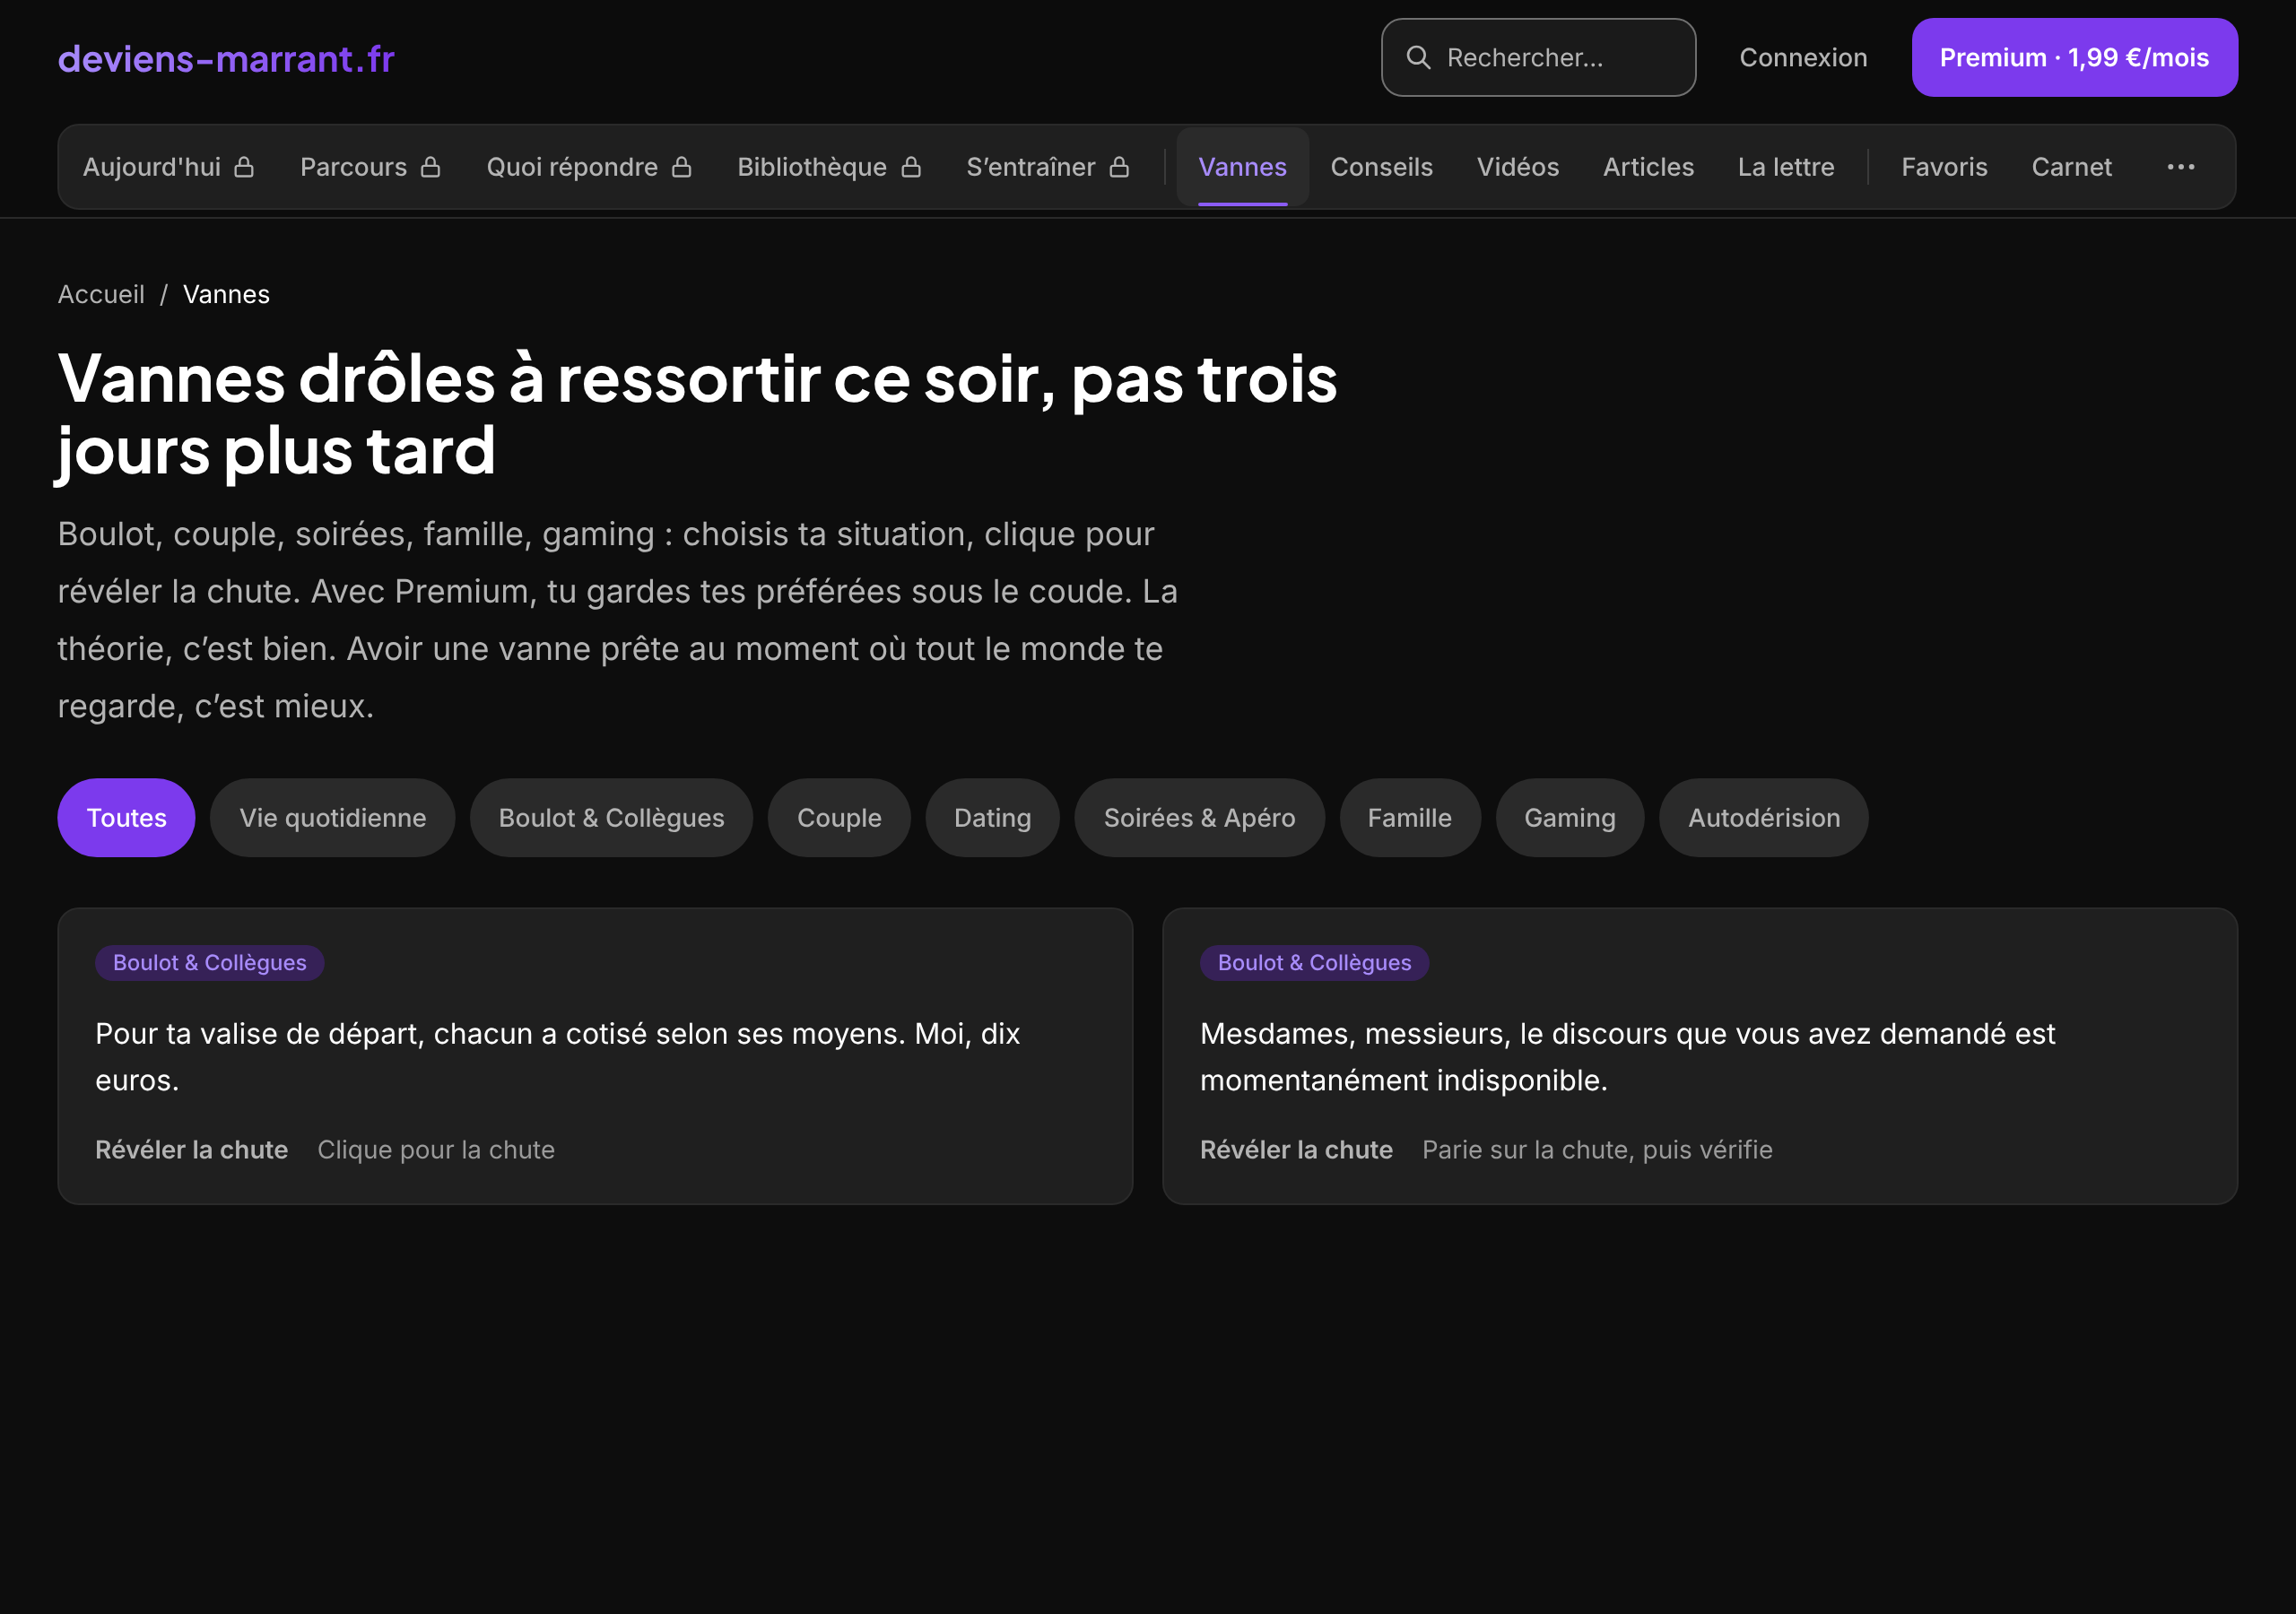 deviens-marrant.fr
Rechercher...
Connexion
Premium · 1,99 €/mois
Aujourd'hui
Parcours
Quoi répondre
Bibliothèque
S’entraîner
Vannes
Conseils
Vidéos
Articles
La lettre
Favoris
Carnet
Accueil / Vannes
Vannes drôles à ressortir ce soir, pas trois
jours plus tard
Boulot, couple, soirées, famille, gaming : choisis ta situation, clique pour
révéler la chute. Avec Premium, tu gardes tes préférées sous le coude. La
théorie, c’est bien. Avoir une vanne prête au moment où tout le monde te
regarde, c’est mieux.
Toutes
Vie quotidienne
Boulot & Collègues
Couple
Dating
Soirées & Apéro
Famille
Gaming
Autodérision
Boulot & Collègues
Pour ta valise de départ, chacun a cotisé selon ses moyens. Moi, dix
euros.
Révéler la chute Clique pour la chute
Boulot & Collègues
Mesdames, messieurs, le discours que vous avez demandé est
momentanément indisponible.
Révéler la chute Parie sur la chute, puis vérifie